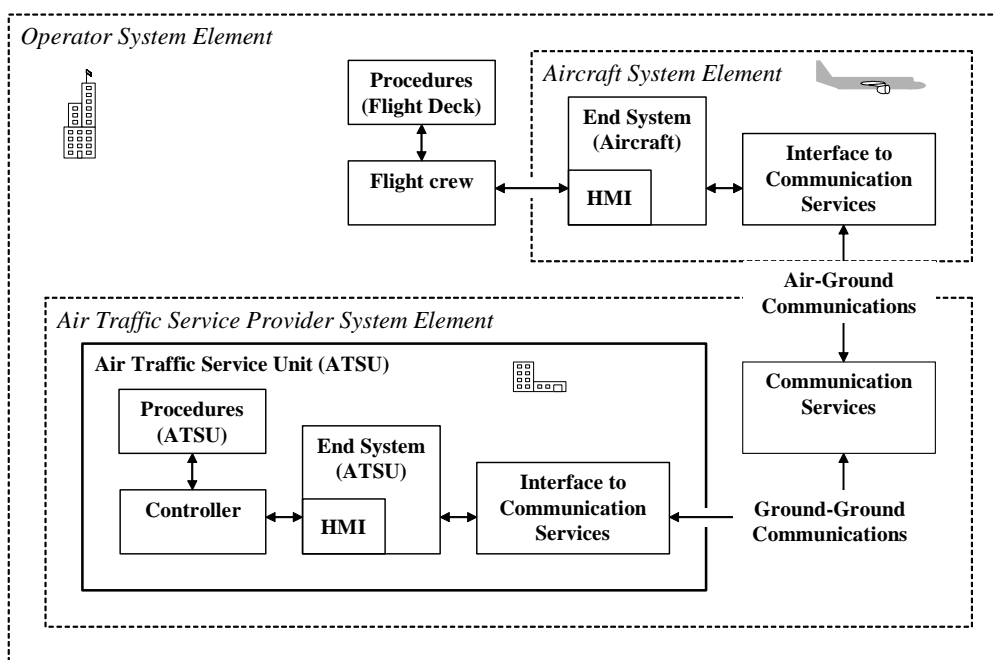 Operator System Element
Procedures
(Flight Deck)
Flight crew
Aircraft System Element
End System
(Aircraft)
HMI
Interface to
Communication
Services
Air-Ground
Communications
Air Traffic Service Provider System Element
Air Traffic Service Unit (ATSU)
Procedures
(ATSU)
Controller
End System
(ATSU)
HMI
Interface to
Communication
Services
Communication
Services
Ground-Ground
Communications